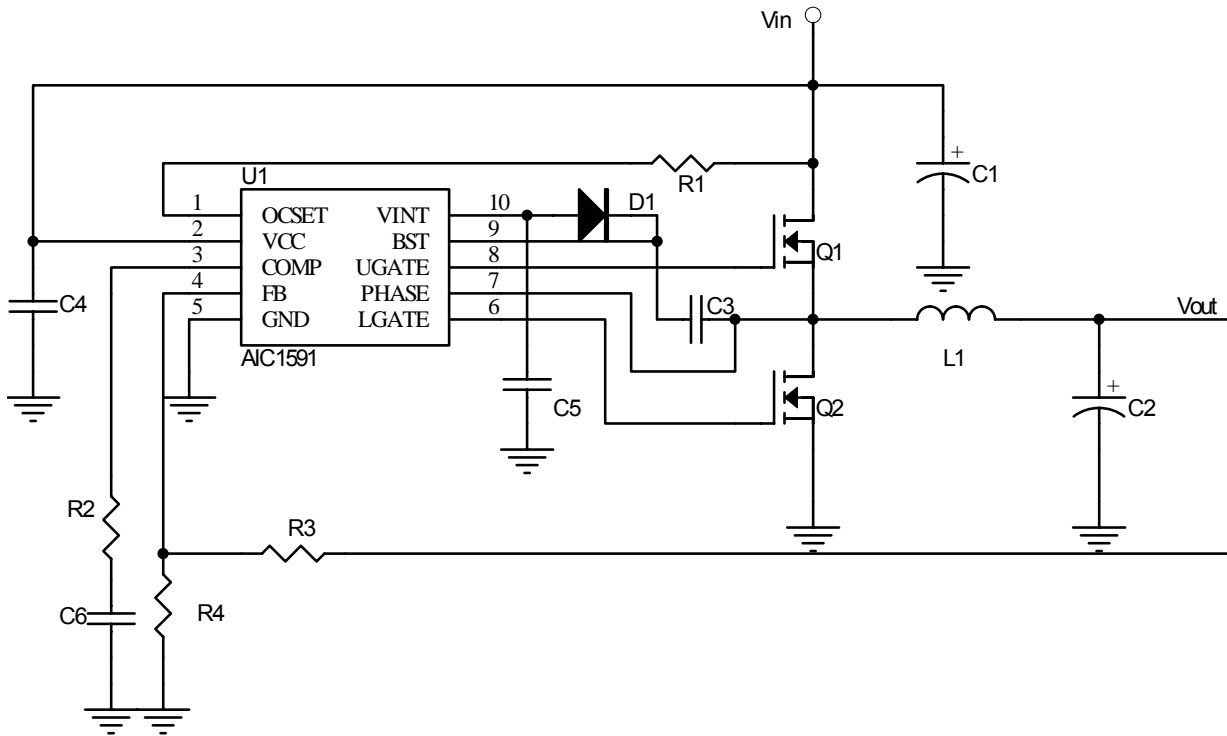 Vin
+
C1
R1
U1
D1
1 OCSET VINT 10
2 VCC BST 9
3 COMP UGATE 8
4 FB PHASE 7
5 GND LGATE 6
AIC1591
Q1
C4
C3
Vout
L1
C5
Q2
+
C2
R2
R3
C6
R4